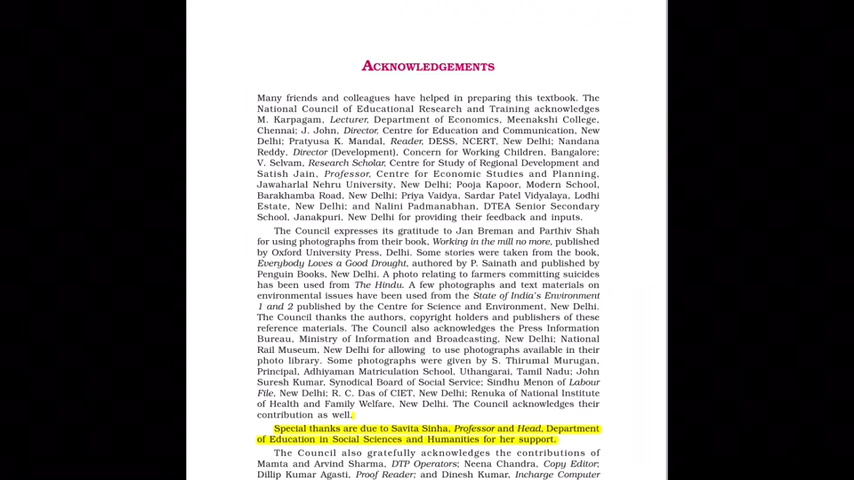 ACKNOWLEDGEMENTS
Many friends and colleagues have helped in preparing this textbook. The
National Council of Educational Research and Training acknowledges
M. Karpagam, Lecturer, Department of Economics, Meenakshi College,
Chennai; J. John, Director, Centre for Education and Communication, New
Delhi; Pratyusa K. Mandal, Reader, DESS, NCERT, New Delhi; Nandana
Reddy, Director (Development), Concern for Working Children, Bangalore;
V. Selvam, Research Scholar, Centre for Study of Regional Development and
Satish Jain, Professor, Centre for Economic Studies and Planning,
Jawaharlal Nehru University, New Delhi; Pooja Kapoor, Modern School,
Barakhamba Road, New Delhi; Priya Vaidya, Sardar Patel Vidyalaya, Lodhi
Estate, New Delhi; and Nalini Padmanabhan, DTEA Senior Secondary
School, Janakpuri, New Delhi for providing their feedback and inputs.
The Council expresses its gratitude to Jan Breman and Parthiv Shah
for using photographs from their book, Working in the mill no more, published
by Oxford University Press, Delhi. Some stories were taken from the book,
Everybody Loves a Good Drought, authored by P. Sainath and published by
Penguin Books, New Delhi. A photo relating to farmers committing suicides
has been used from The Hindu. A few photographs and text materials on
environmental issues have been used from the State of India's Environment
1 and 2 published by the Centre for Science and Environment, New Delhi.
The Council thanks the authors, copyright holders and publishers of these
reference materials. The Council also acknowledges the Press Information
Bureau, Ministry of Information and Broadcasting, New Delhi; National
Rail Museum, New Delhi for allowing to use photographs available in their
photo library. Some photographs were given by S. Thirumal Murugan,
Principal, Adhiyaman Matriculation School, Uthangarai, Tamil Nadu; John
Suresh Kumar, Synodical Board of Social Service; Sindhu Menon of Labour
File, New Delhi; R. C. Das of CIET, New Delhi; Renuka of National Institute
of Health and Family Welfare, New Delhi. The Council acknowledges their
contribution as well.
Special thanks are due to Savita Sinha, Professor and Head, Department
of Education in Social Sciences and Humanities for her support.
The Council also gratefully acknowledges the contributions of
Mamta and Arvind Sharma, DTP Operators; Neena Chandra, Copy Editor;
Dillip Kumar Agasti, Proof Reader; and Dinesh Kumar, Incharge Computer